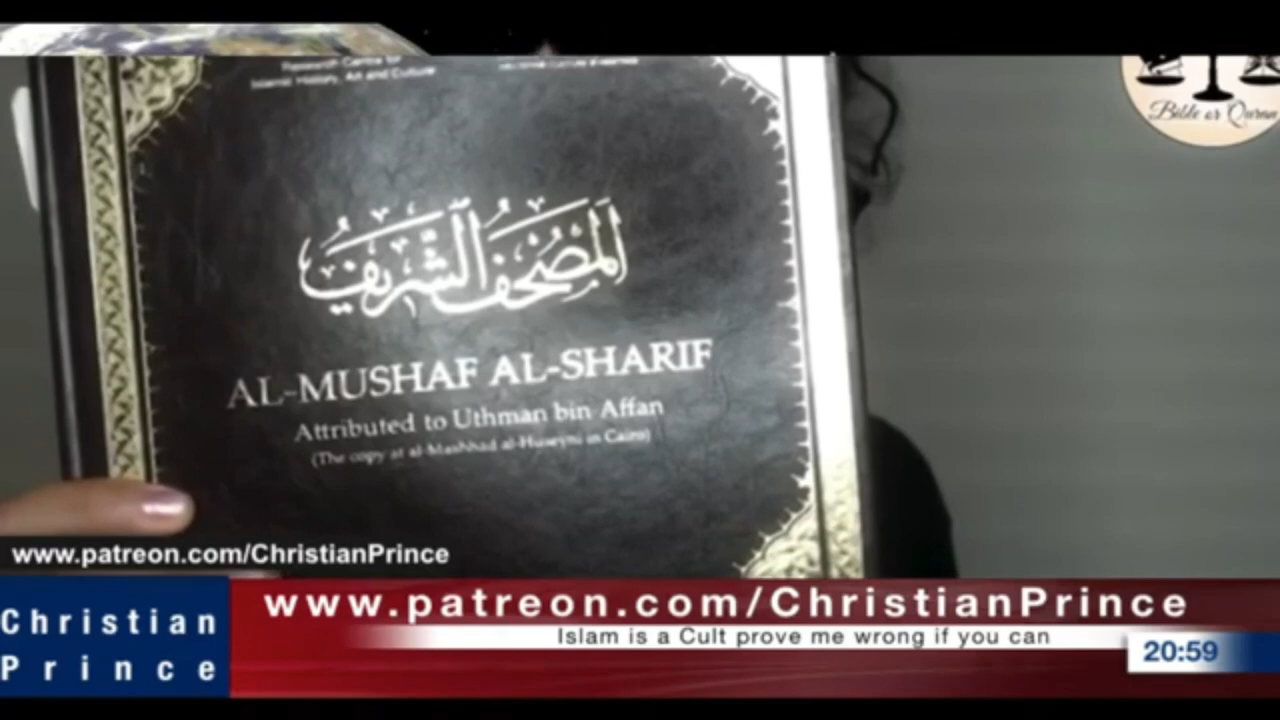 Research Centre for
Islamic History, Art and Culture
Bible or Quran
المصحف الشريف
AL-MUSHAF AL-SHARIF
Attributed to Uthman bin Affan
(The copy at al-Mashhad al-Huseyni in Cairo)
www.patreon.com/ChristianPrince
www.patreon.com/ChristianPrince
Christian
Prince
Islam is a Cult prove me wrong if you can
20:59